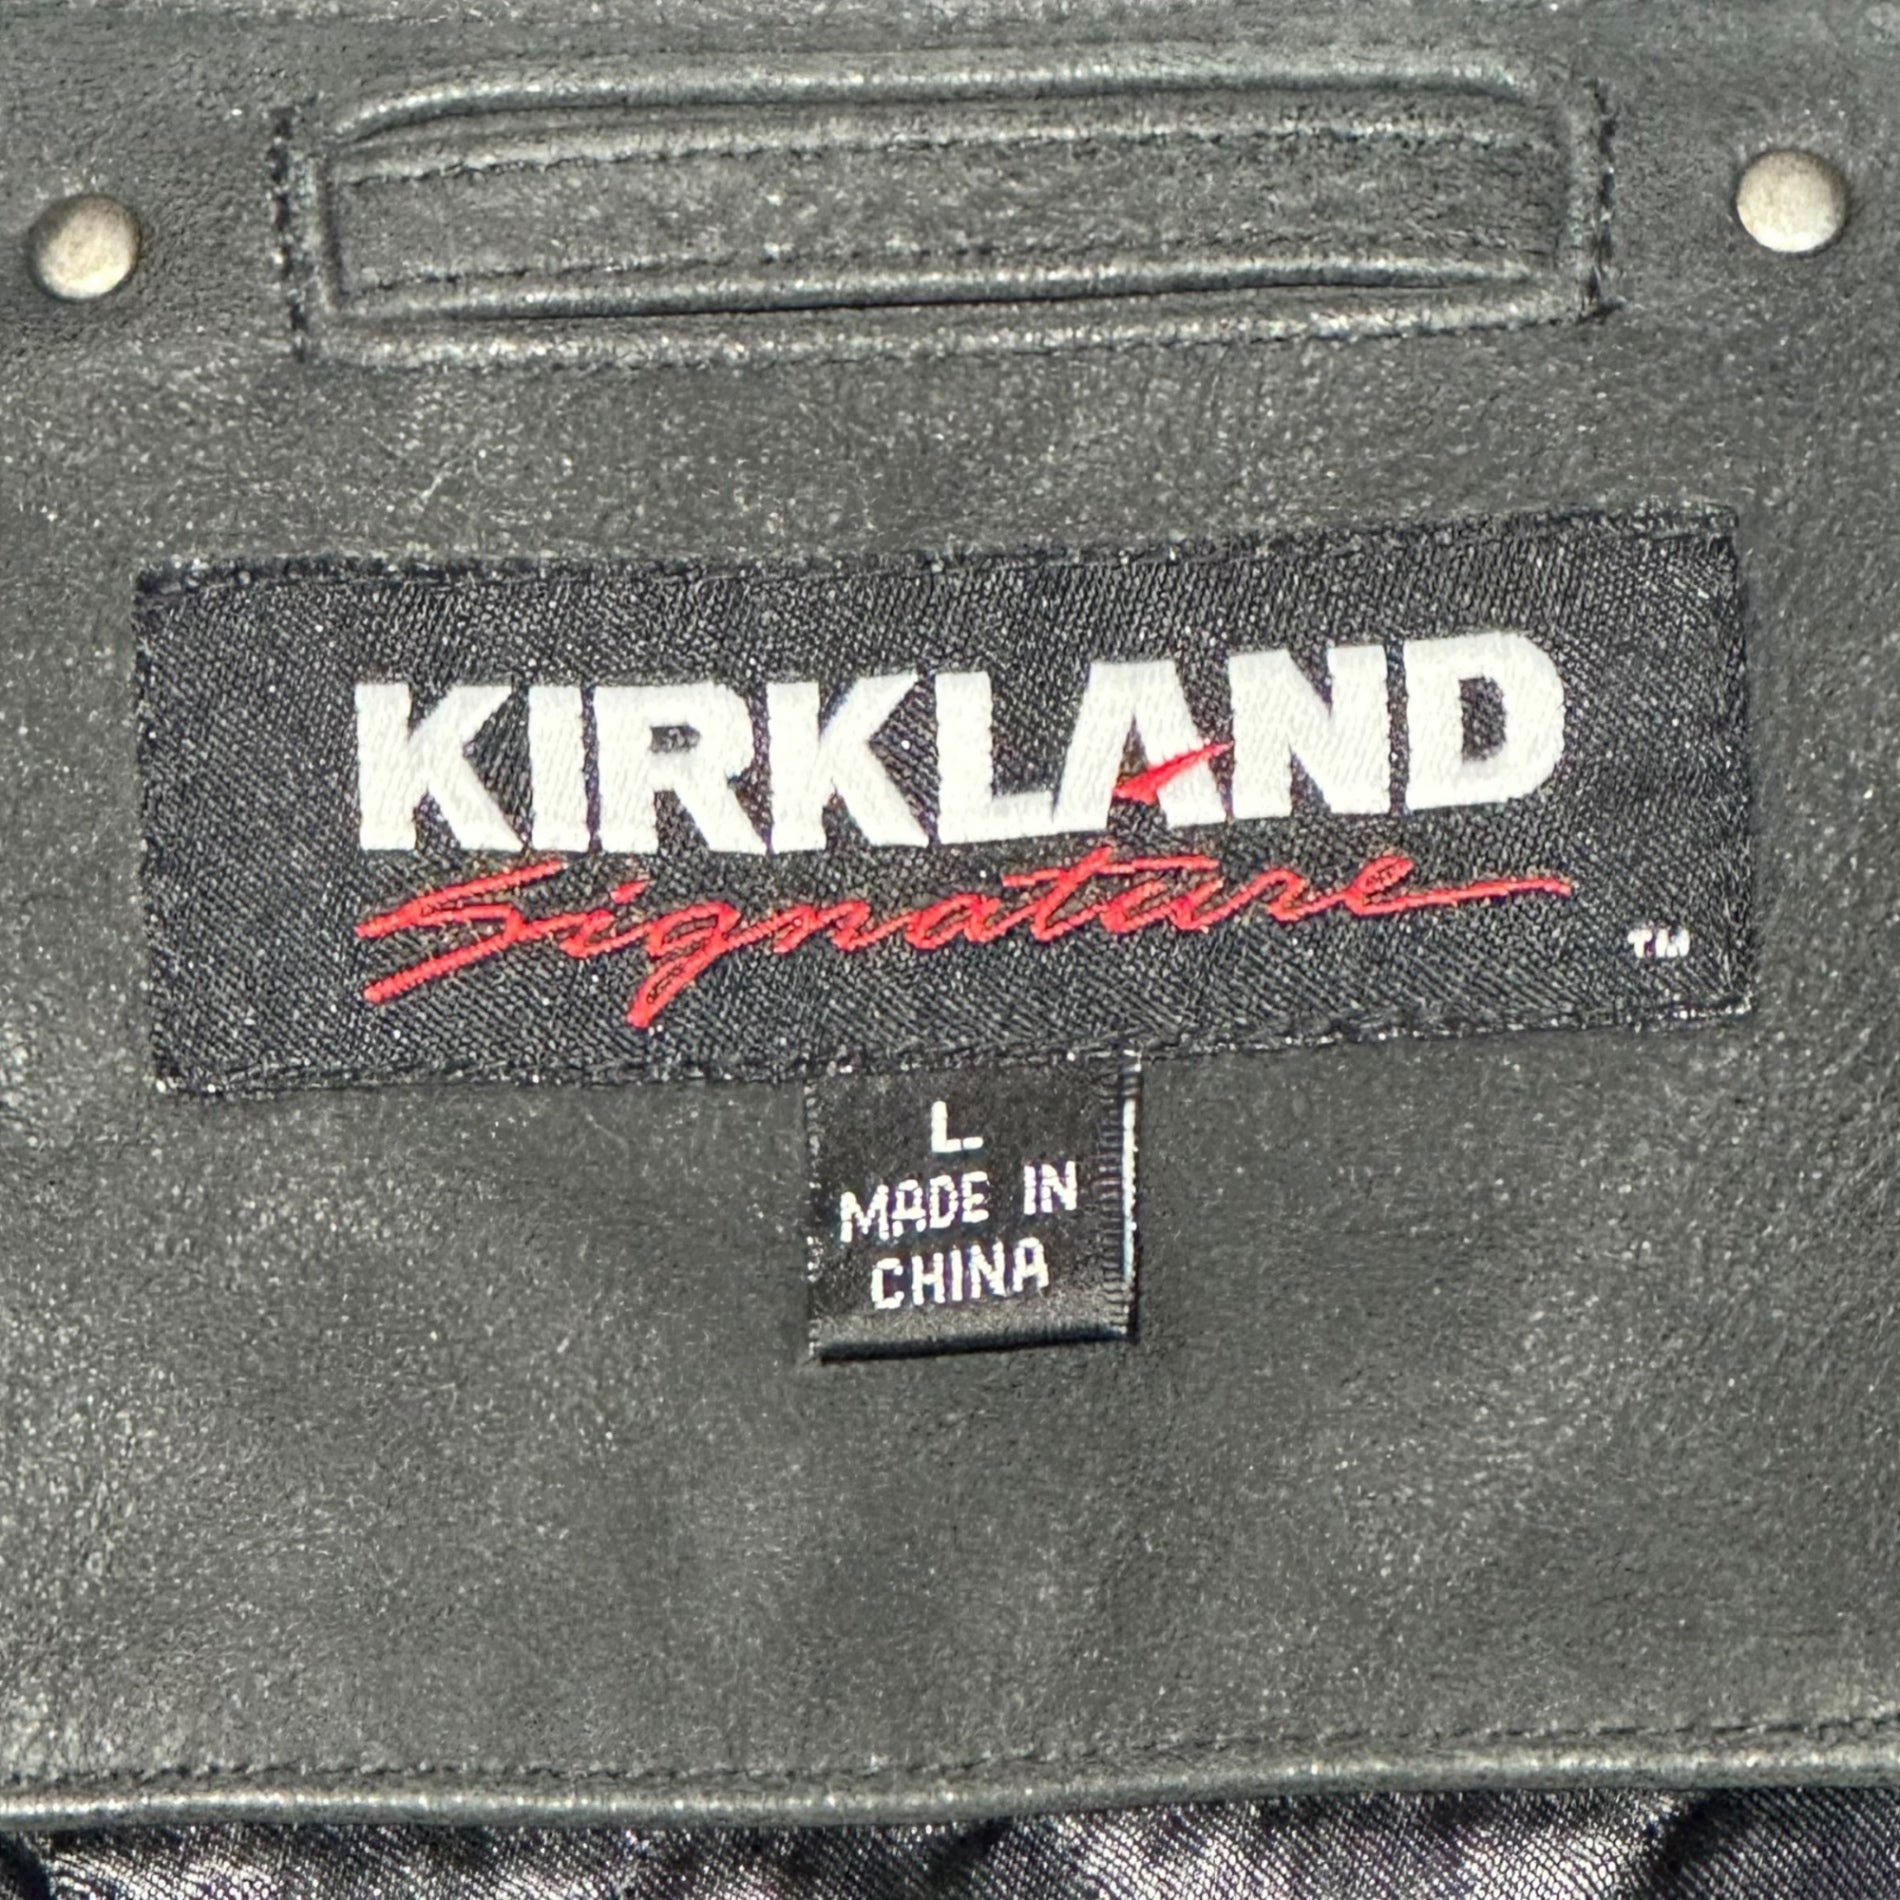 KIRKLAND
Signature
TM
L
MADE IN
CHINA